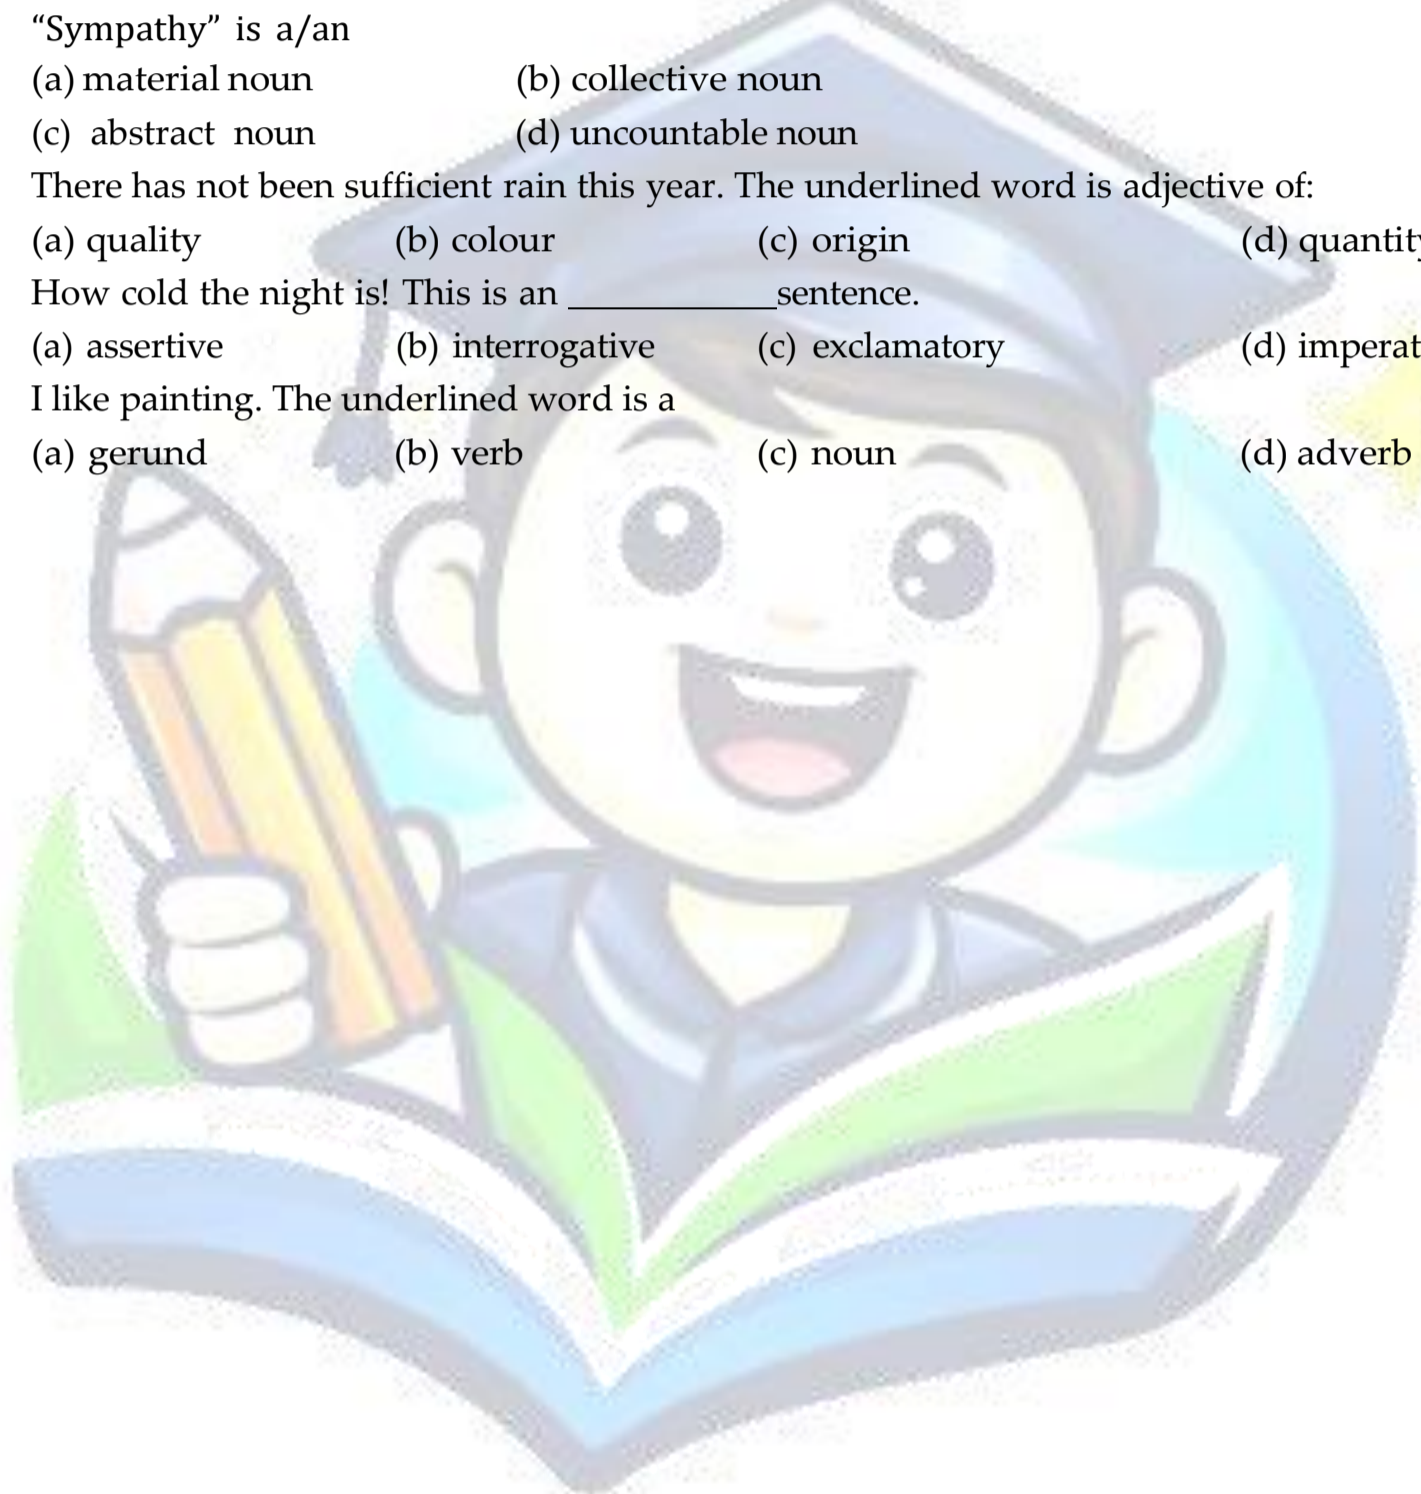 “Sympathy” is a/an
(a) material noun (b) collective noun
(c) abstract noun (d) uncountable noun
There has not been sufficient rain this year. The underlined word is adjective of:
(a) quality (b) colour (c) origin (d) quantity
How cold the night is! This is an ____________sentence.
(a) assertive (b) interrogative (c) exclamatory (d) imperat
I like painting. The underlined word is a
(a) gerund (b) verb (c) noun (d) adverb